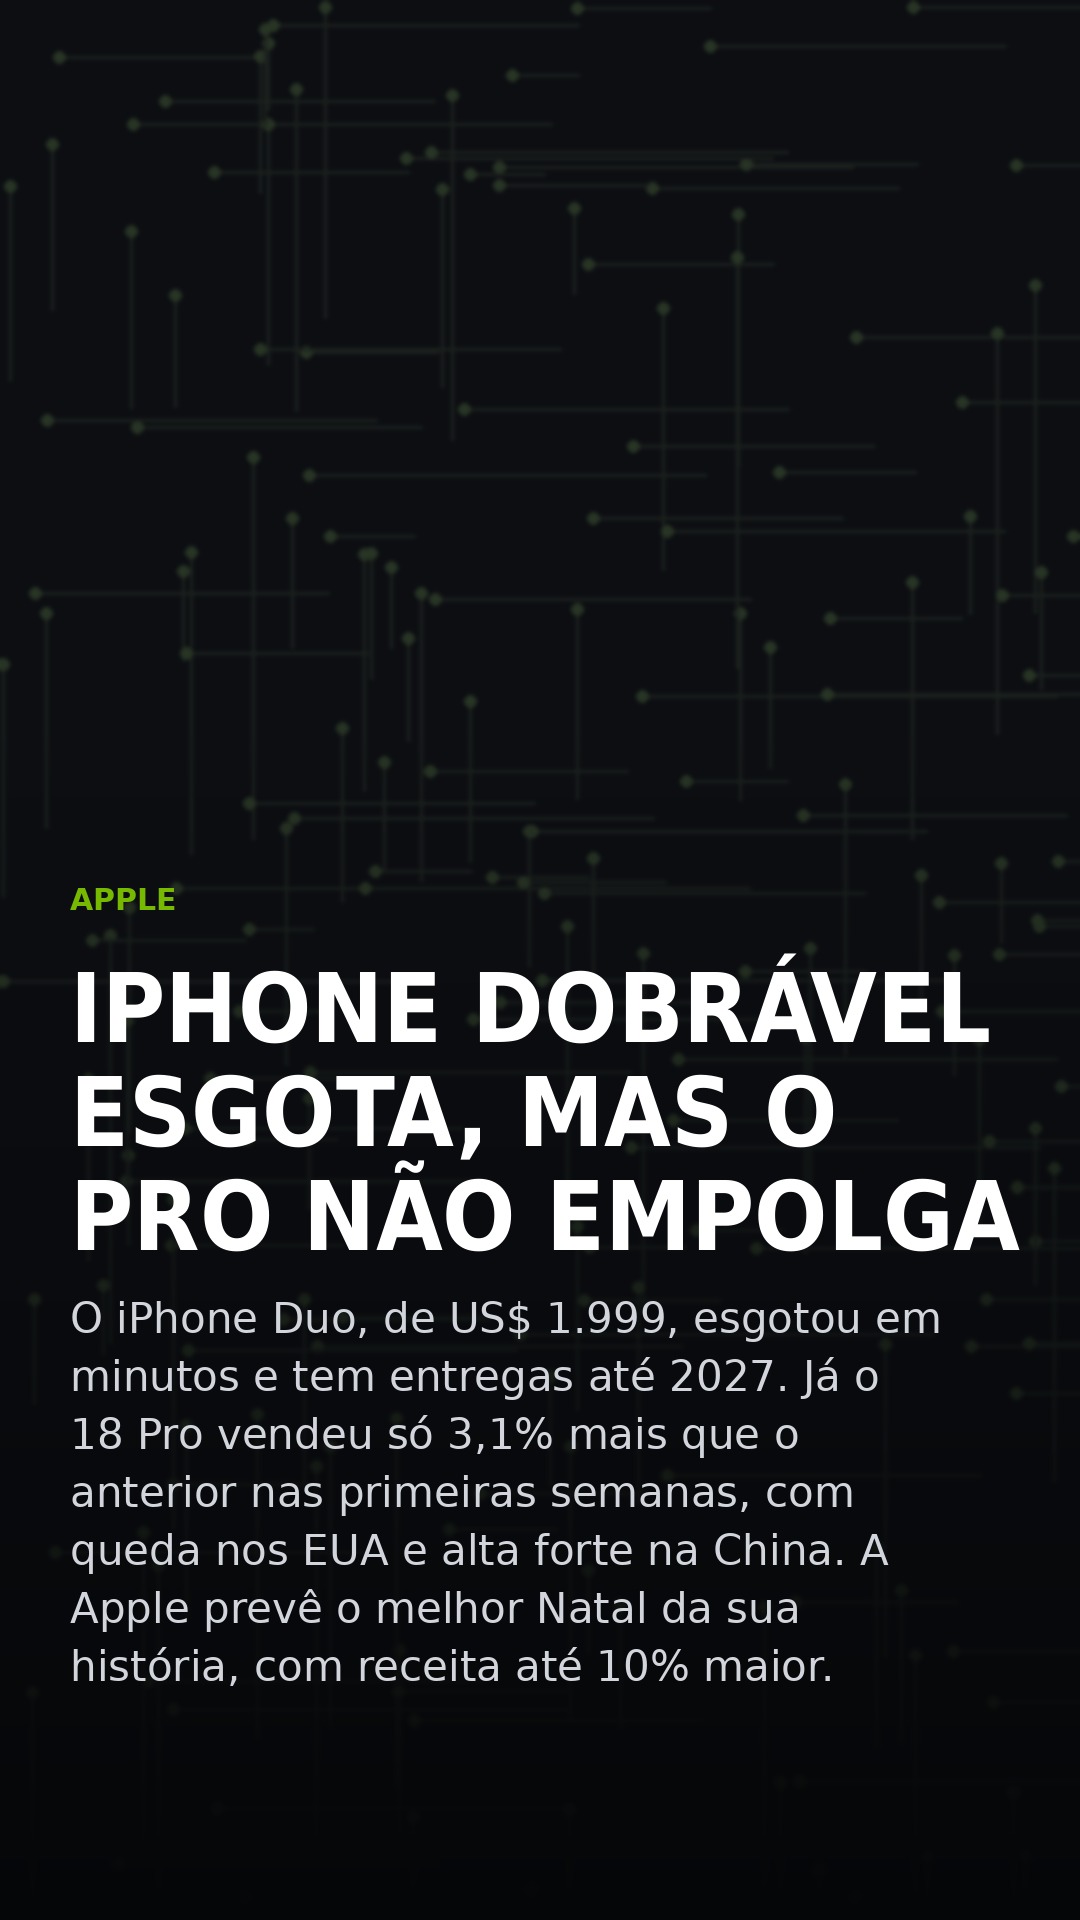 APPLE
IPHONE DOBRÁVEL
ESGOTA, MAS O
PRO NÃO EMPOLGA
O iPhone Duo, de US$ 1.999, esgotou em
minutos e tem entregas até 2027. Já o
18 Pro vendeu só 3,1% mais que o
anterior nas primeiras semanas, com
queda nos EUA e alta forte na China. A
Apple prevê o melhor Natal da sua
história, com receita até 10% maior.